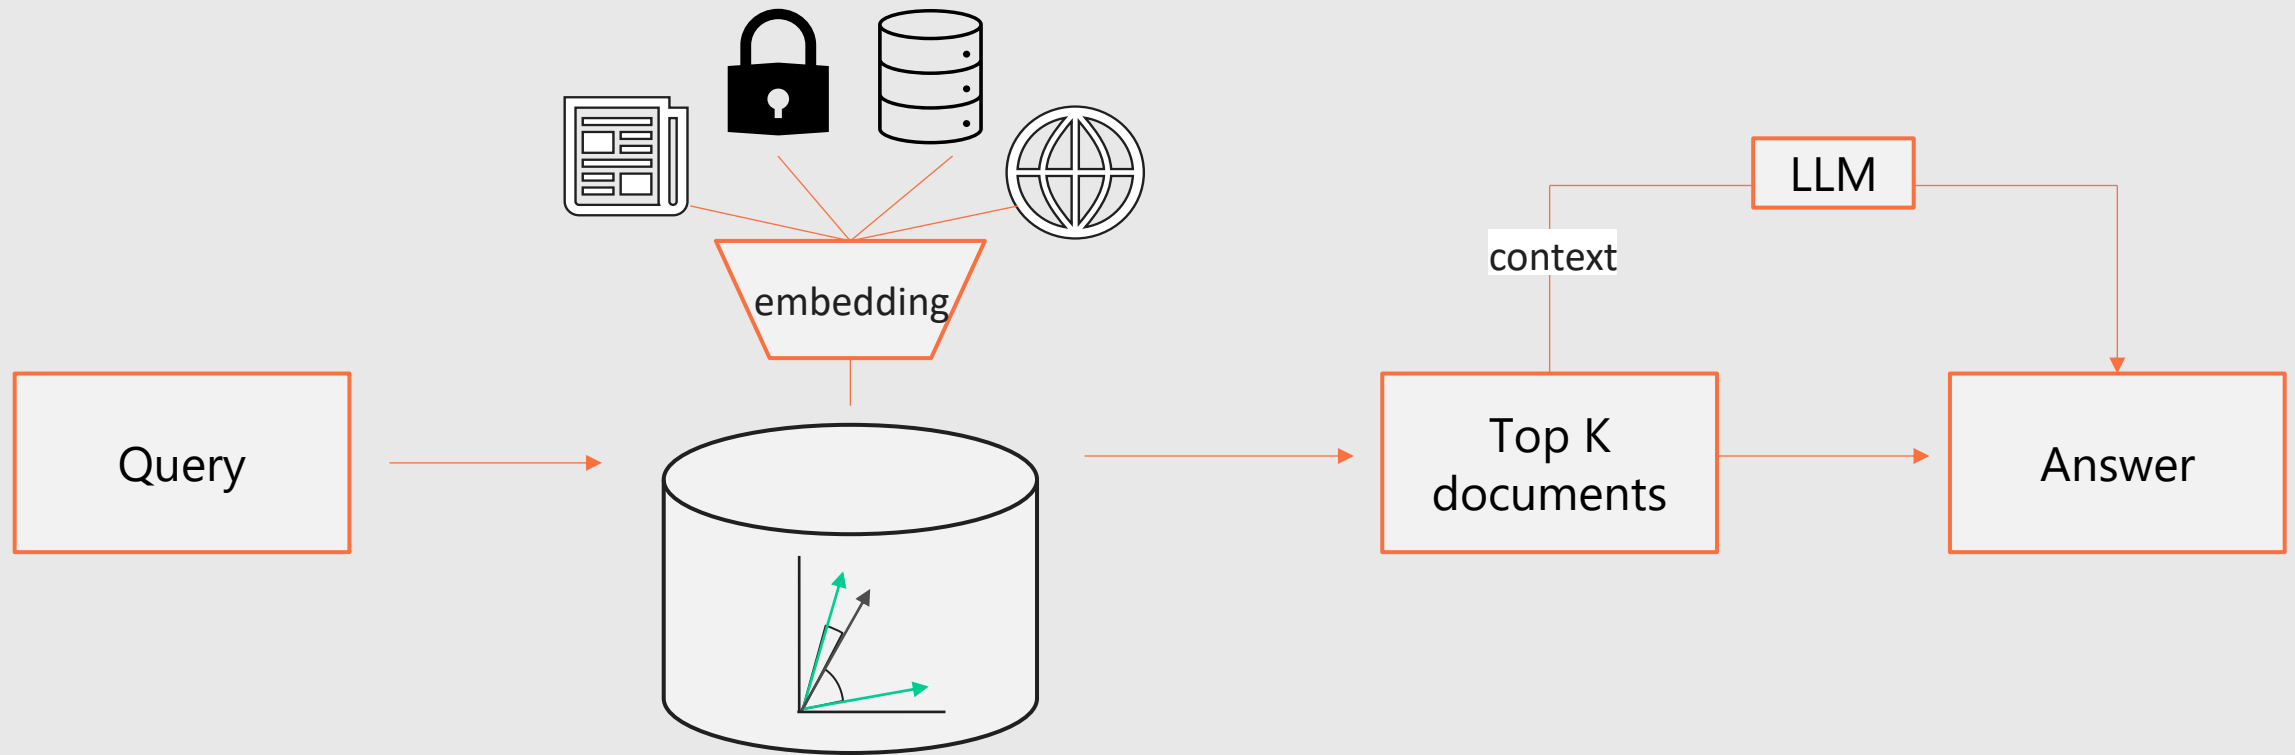 LLM
context
embedding
Query
Top K
documents
Answer